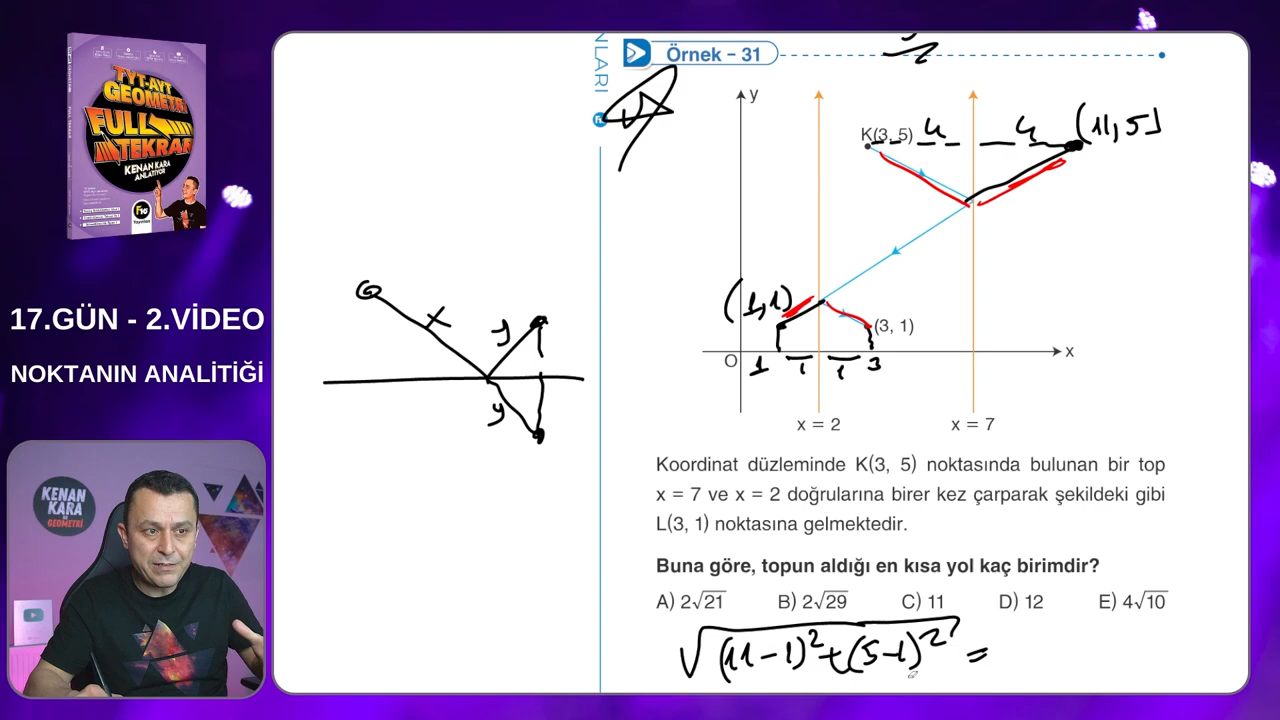 TYT-AYT
GEOMETRİ
FULL
TEKRAR
KENAN KARA
ANLATIYOR
F10
Yayınları
17.GÜN - 2.VİDEO
NOKTANIN ANALİTİĞİ
KENAN
KARA
GEOMETRİ
NLARI
Örnek – 31
y
K(3, 5)
4 4 (11,5)
(1,1)
(3, 1)
O 1 1 1 3 x
x = 2 x = 7
x
y
y
Koordinat düzleminde K(3, 5) noktasında bulunan bir top
x = 7 ve x = 2 doğrularına birer kez çarparak şekildeki gibi
L(3, 1) noktasına gelmektedir.
Buna göre, topun aldığı en kısa yol kaç birimdir?
A) 2√21 B) 2√29 C) 11 D) 12 E) 4√10
√(11-1)²+(5-1)² =